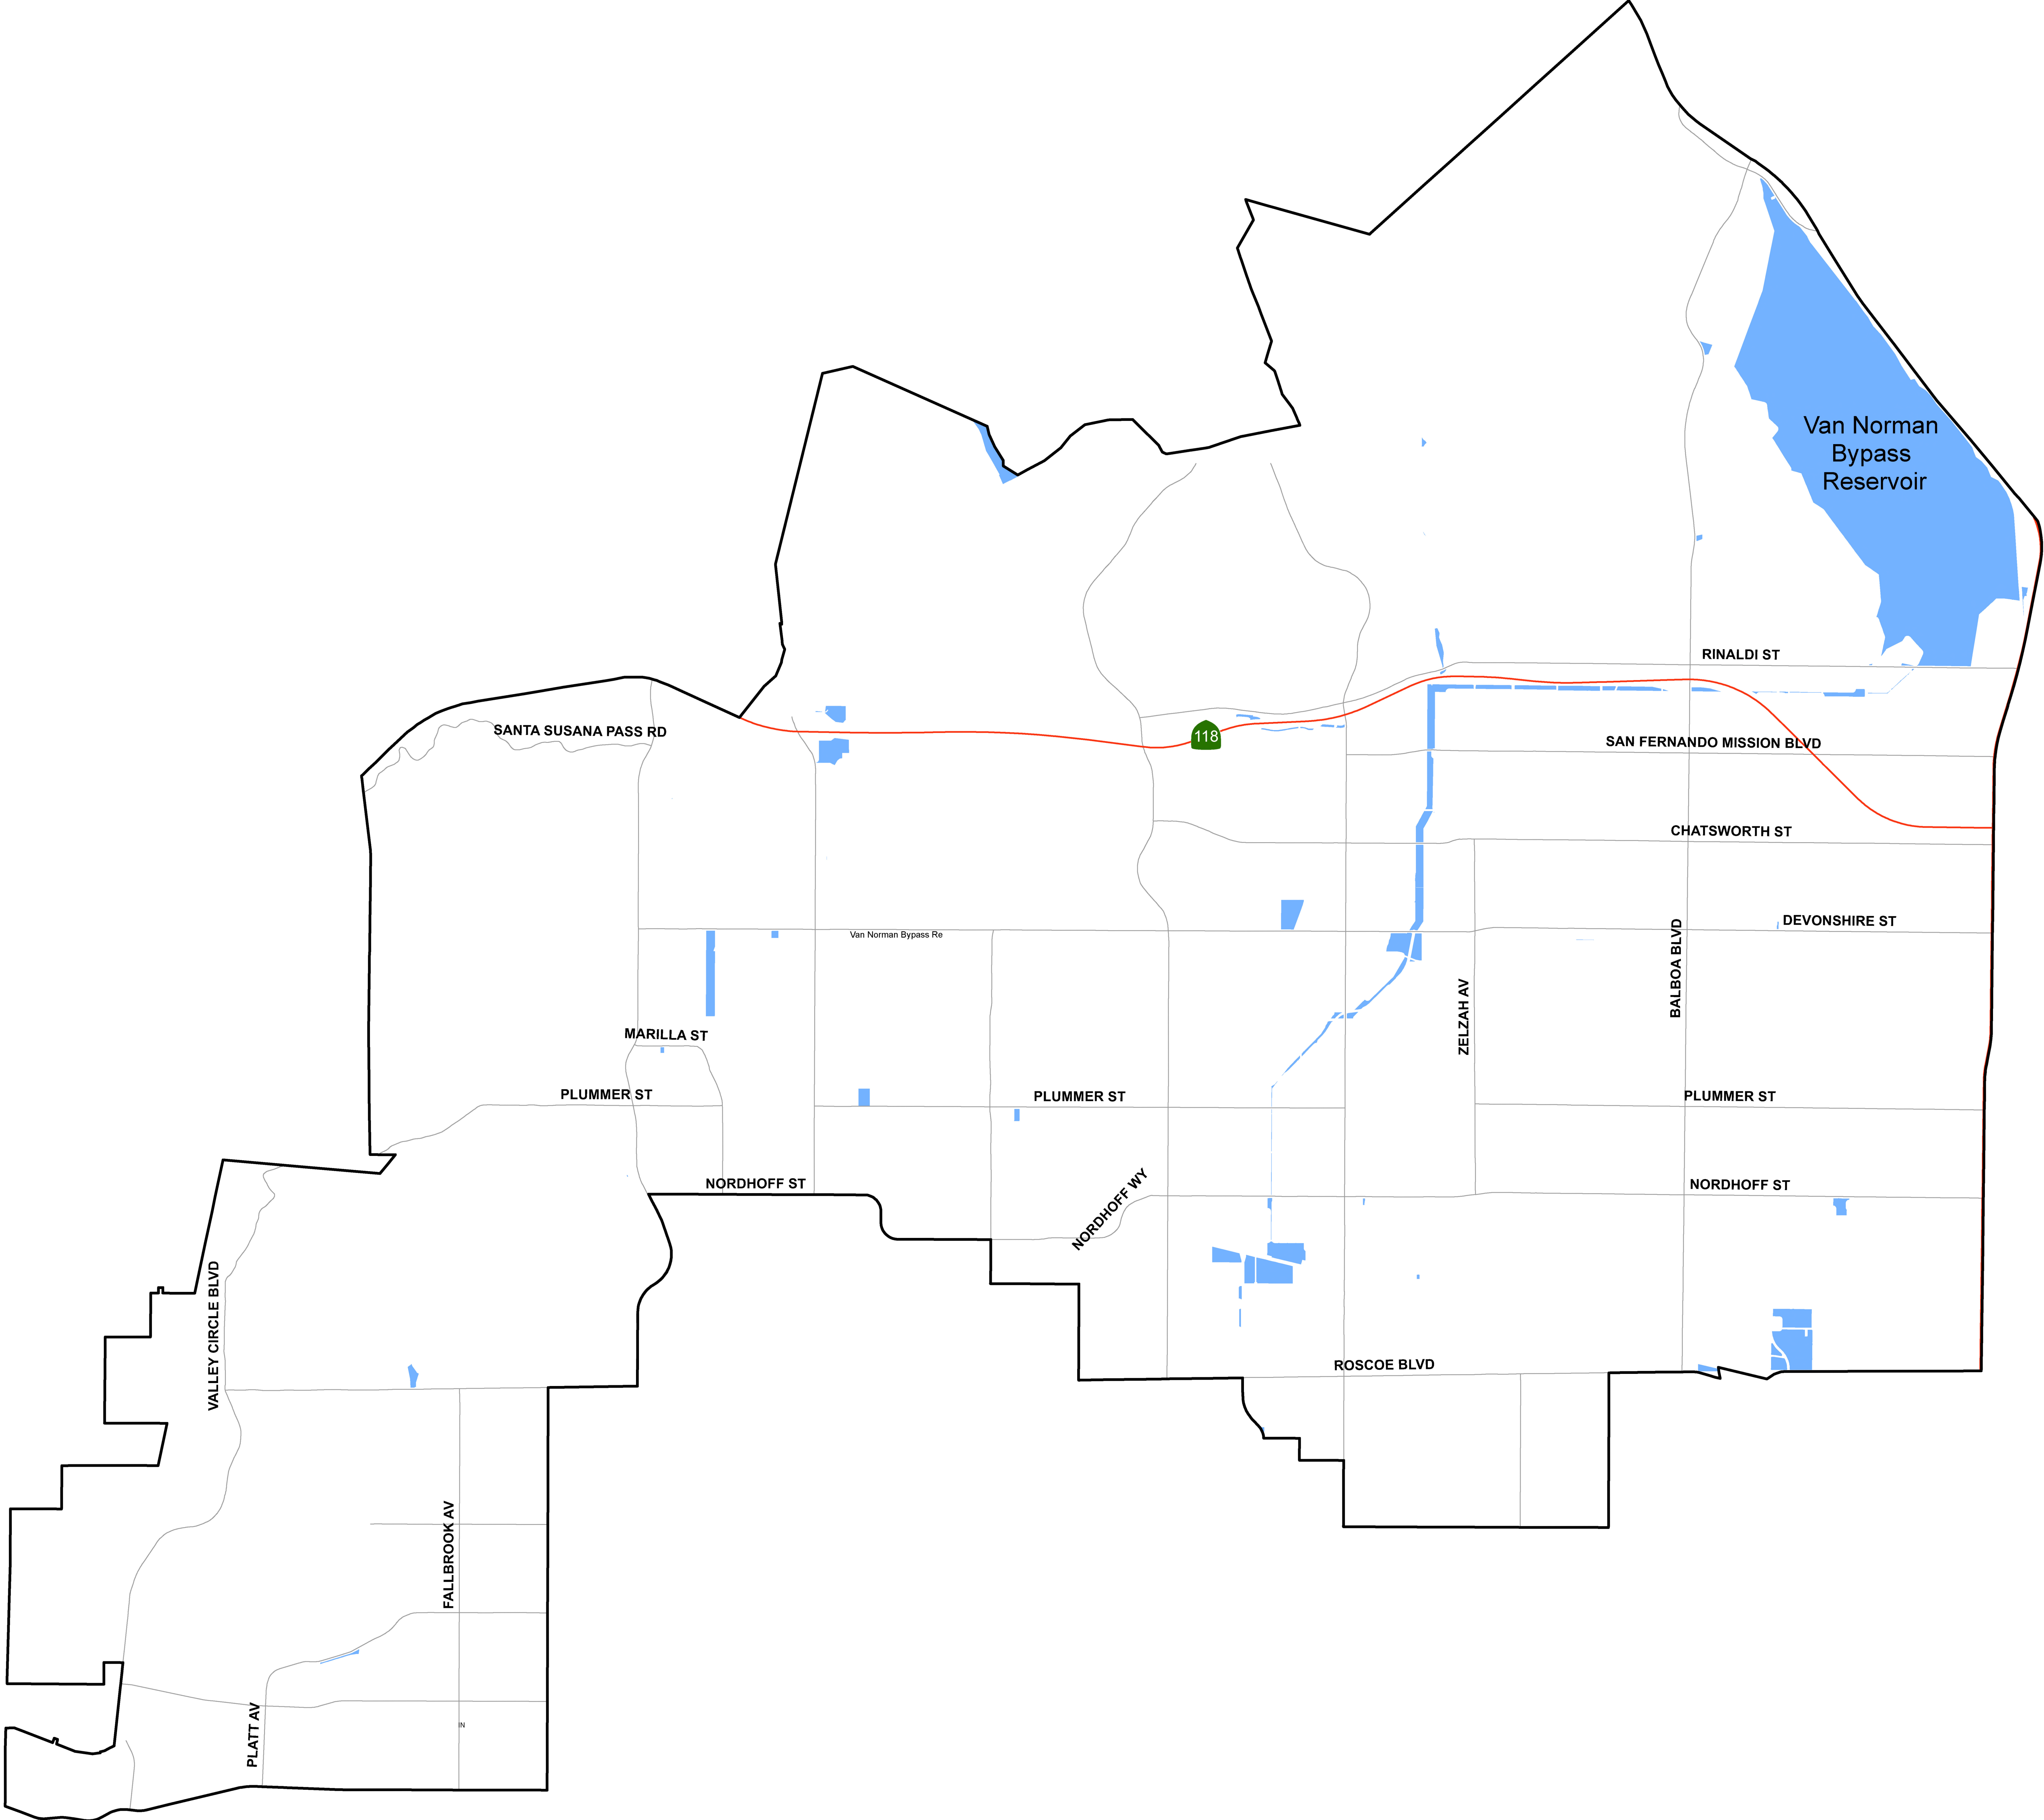 Van Norman
Bypass
Reservoir
RINALDI ST
SANTA SUSANA PASS RD
118
SAN FERNANDO MISSION BLVD
CHATSWORTH ST
DEVONSHIRE ST
Van Norman Bypass Re
BALBOA BLVD
ZELZAH AV
MARILLA ST
PLUMMER ST
PLUMMER ST
PLUMMER ST
NORDHOFF ST
NORDHOFF WY
NORDHOFF ST
VALLEY CIRCLE BLVD
ROSCOE BLVD
FALLBROOK AV
PLATT AV
IN